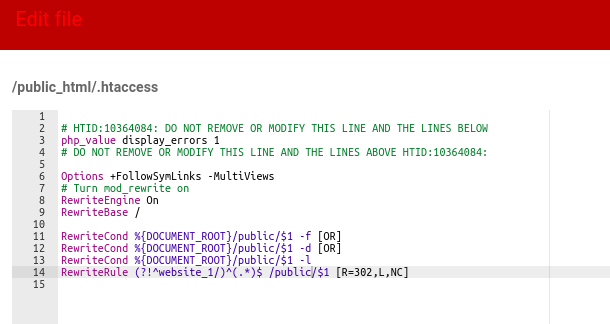 Edit file
/public_html/.htaccess
1
2 # HTID:10364084: DO NOT REMOVE OR MODIFY THIS LINE AND THE LINES BELOW
3 php_value display_errors 1
4 # DO NOT REMOVE OR MODIFY THIS LINE AND THE LINES ABOVE HTID:10364084:
5
6 Options +FollowSymLinks -MultiViews
7 # Turn mod_rewrite on
8 RewriteEngine On
9 RewriteBase /
10
11 RewriteCond %{DOCUMENT_ROOT}/public/$1 -f [OR]
12 RewriteCond %{DOCUMENT_ROOT}/public/$1 -d [OR]
13 RewriteCond %{DOCUMENT_ROOT}/public/$1 -l
14 RewriteRule (?!^website_1/)^(.*)$ /public/$1 [R=302,L,NC]
15